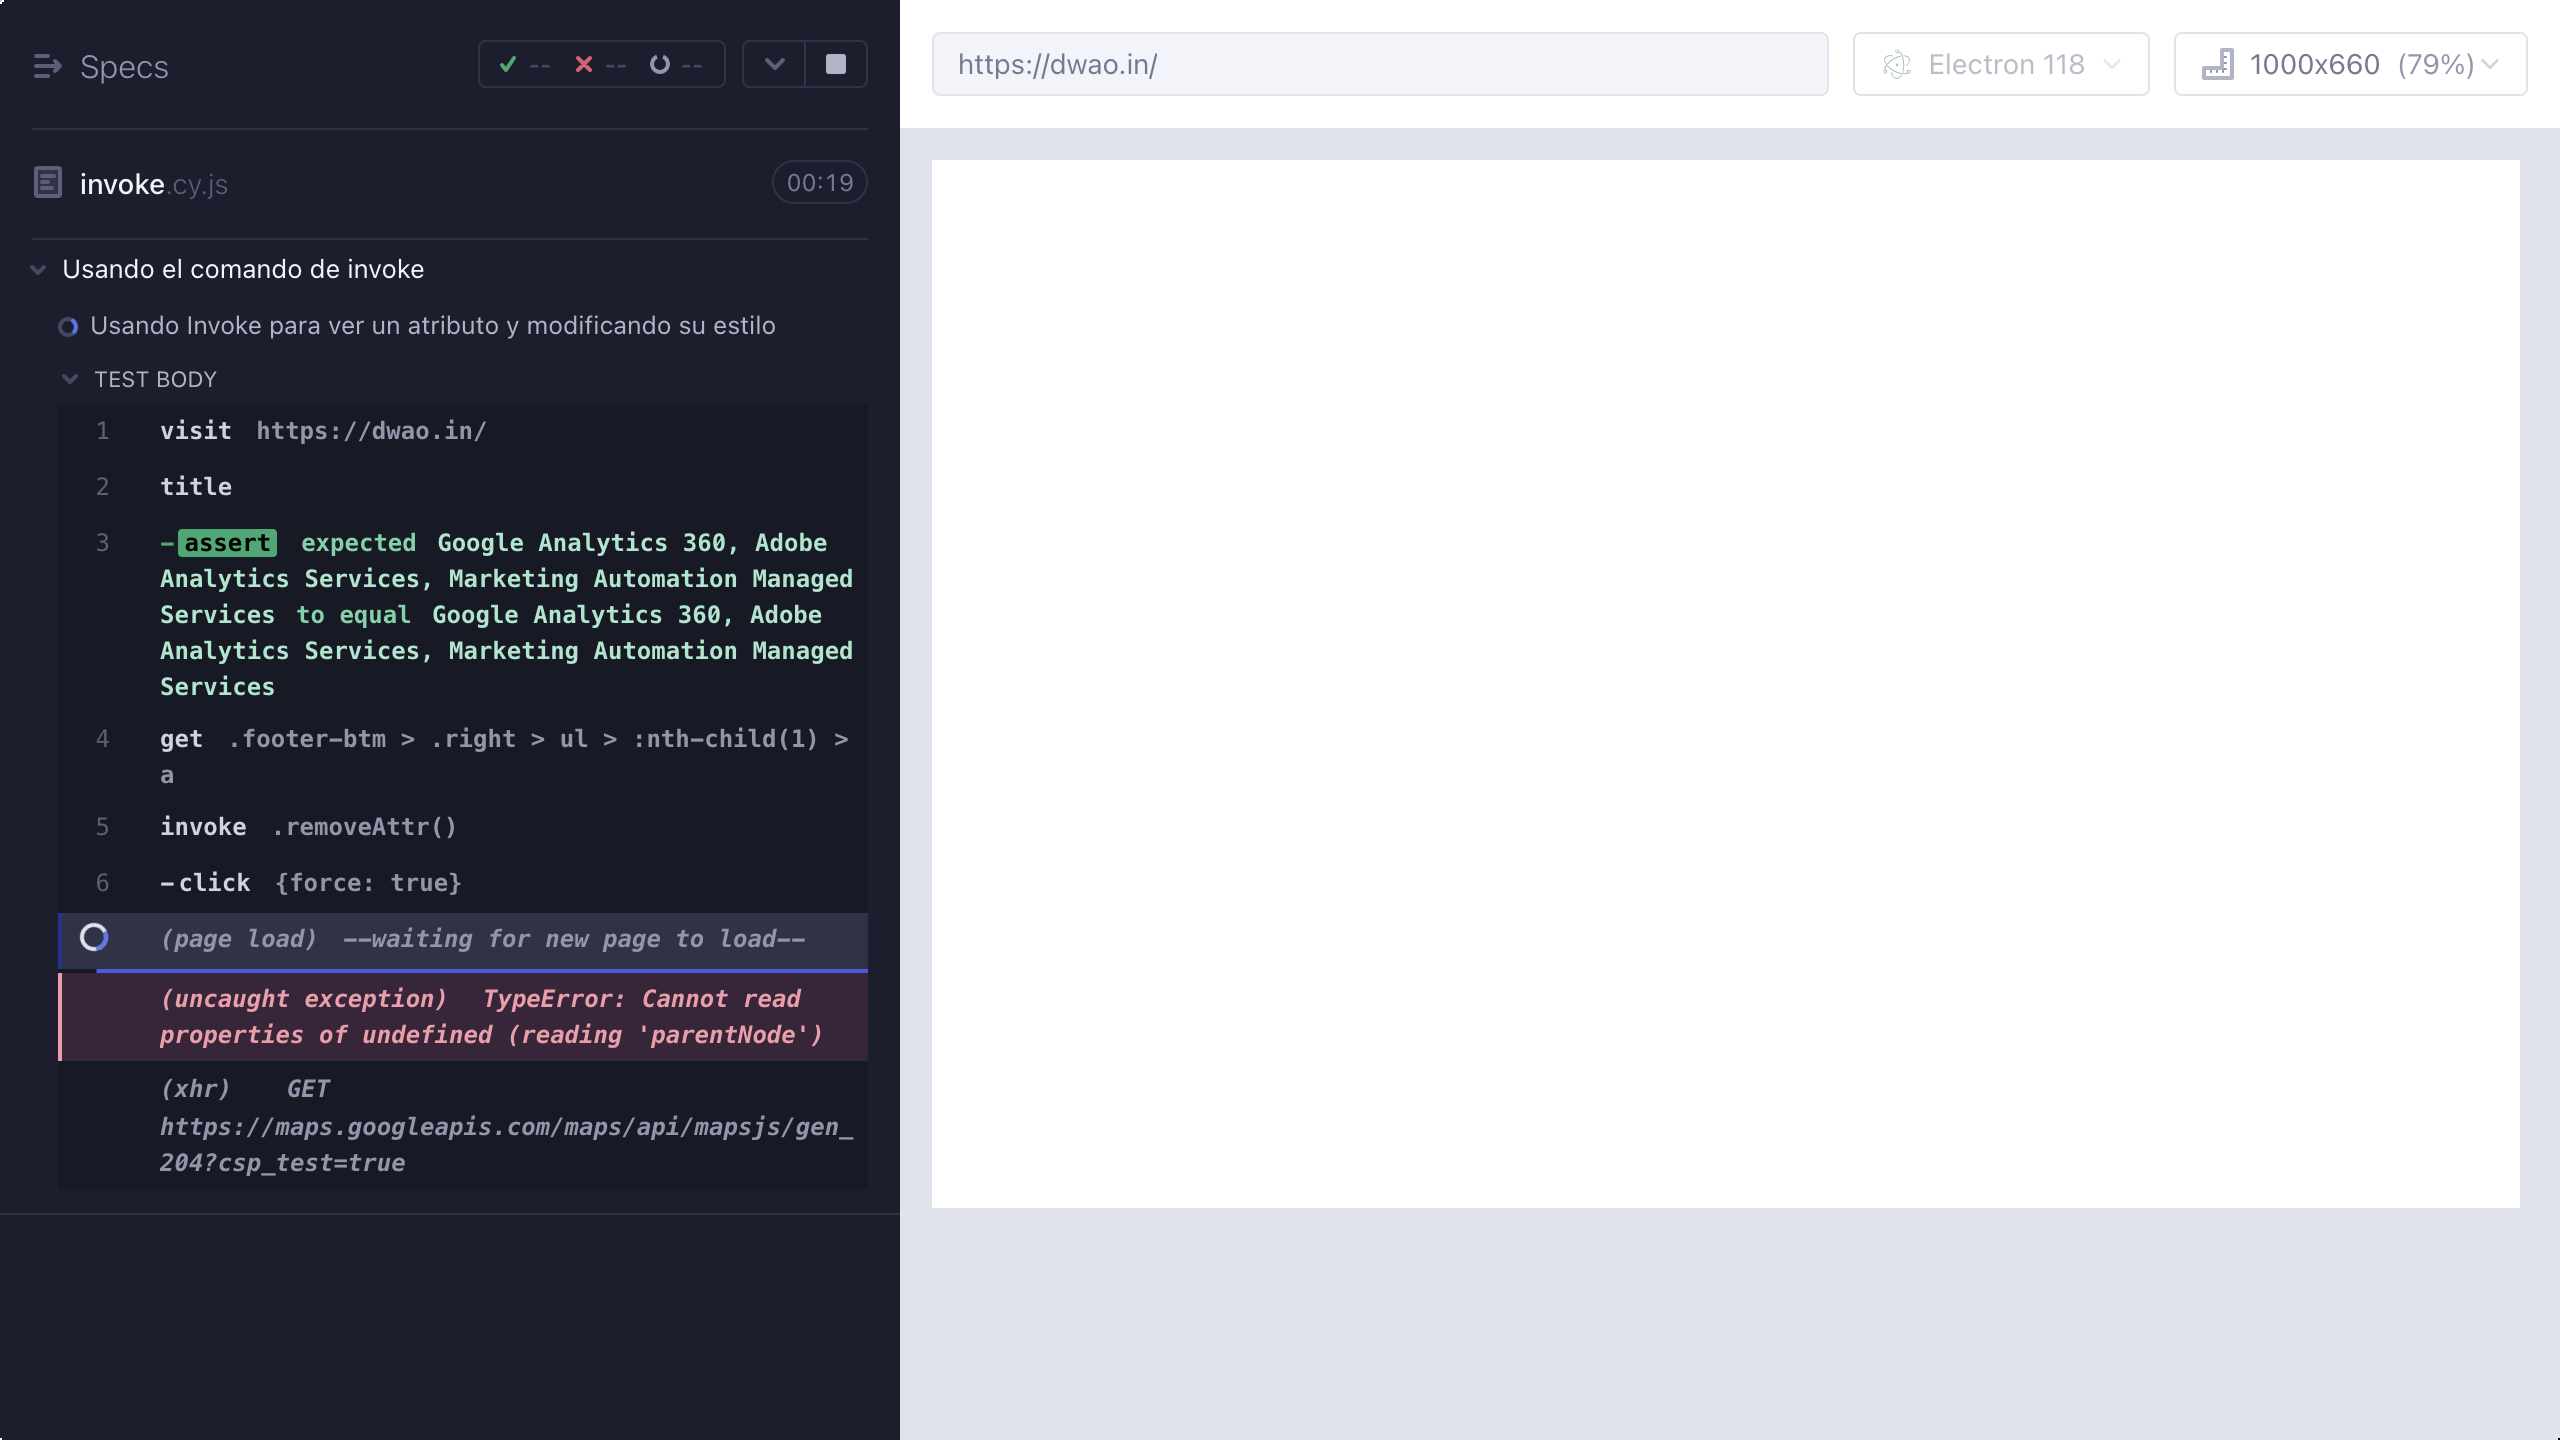 Specs
-- -- --
https://dwao.in/
Electron 118
1000x660 (79%)
invoke.cy.js
00:19
Usando el comando de invoke
Usando Invoke para ver un atributo y modificando su estilo
TEST BODY
1 visit https://dwao.in/
2 title
3 -assert expected Google Analytics 360, Adobe
Analytics Services, Marketing Automation Managed
Services to equal Google Analytics 360, Adobe
Analytics Services, Marketing Automation Managed
Services
4 get .footer-btm > .right > ul > :nth-child(1) >
a
5 invoke .removeAttr()
6 -click {force: true}
(page load) --waiting for new page to load--
(uncaught exception) TypeError: Cannot read
properties of undefined (reading 'parentNode')
(xhr) GET
https://maps.googleapis.com/maps/api/mapsjs/gen_
204?csp_test=true